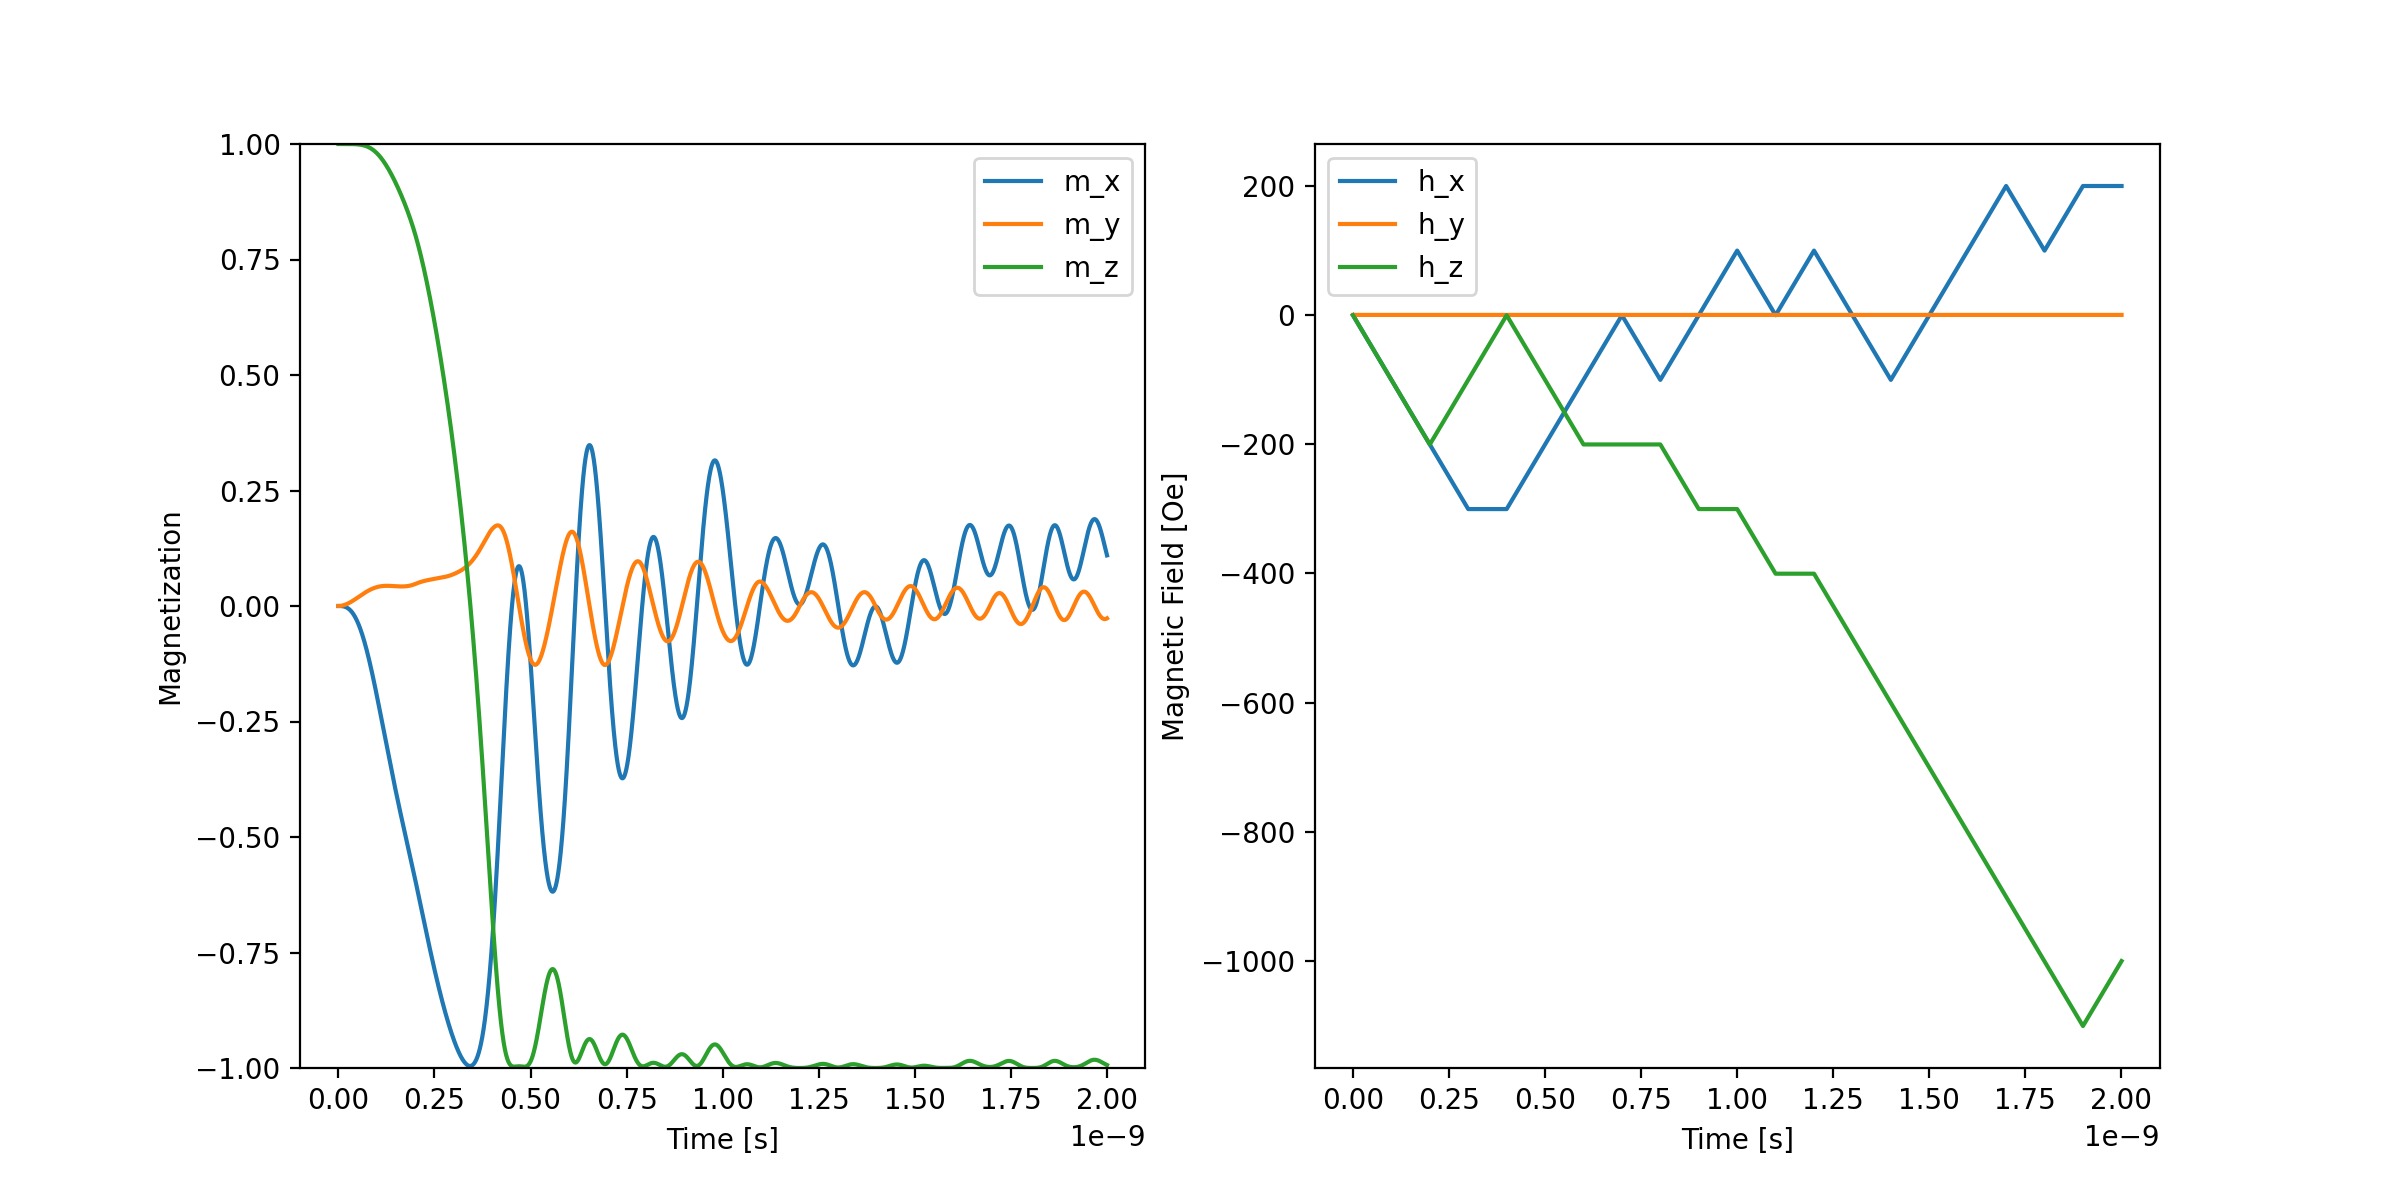 1.00
0.75
0.50
0.25
0.00
−0.25
−0.50
−0.75
−1.00
Magnetization
m_x
m_y
m_z
0.00 0.25 0.50 0.75 1.00 1.25 1.50 1.75 2.00
Time [s]
1e−9
200
0
−200
−400
−600
−800
−1000
Magnetic Field [Oe]
h_x
h_y
h_z
0.00 0.25 0.50 0.75 1.00 1.25 1.50 1.75 2.00
Time [s]
1e−9